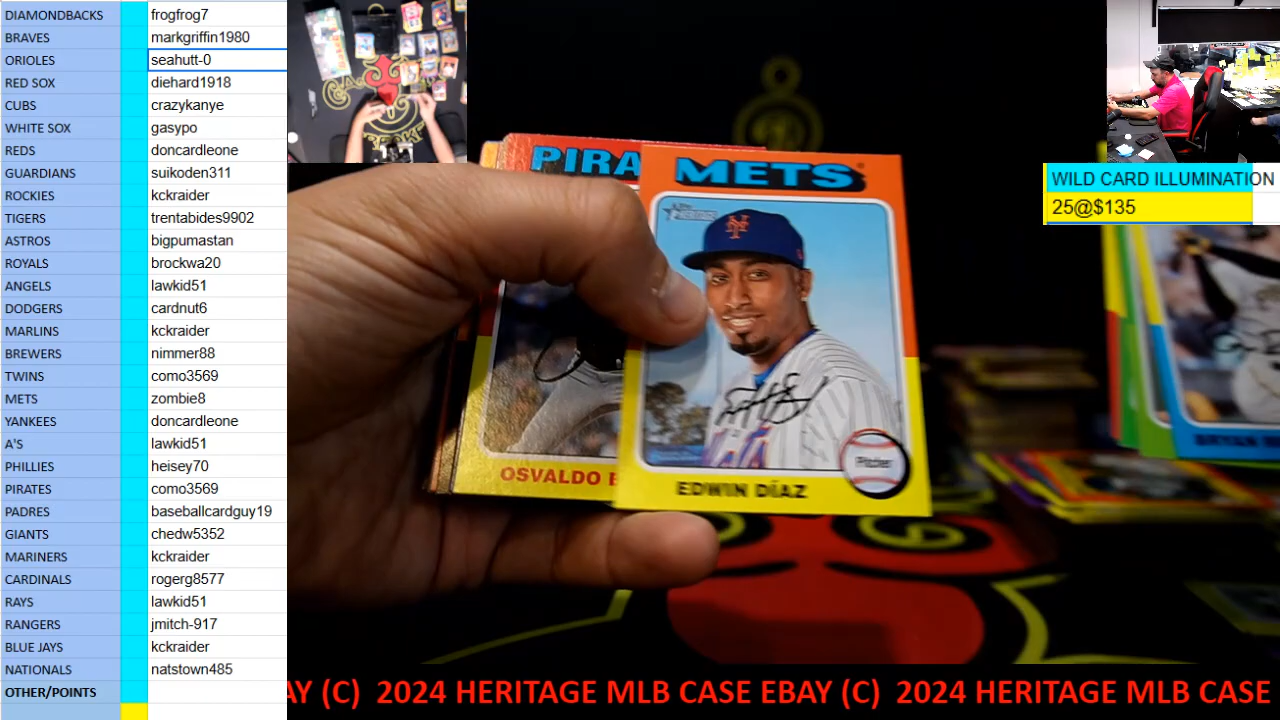 DIAMONDBACKS frogfrog7
BRAVES markgriffin1980
ORIOLES seahutt-0
RED SOX diehard1918
CUBS crazykanye
WHITE SOX gasypo
REDS doncardleone
GUARDIANS suikoden311
ROCKIES kckraider
TIGERS trentabides9902
ASTROS bigpumastan
ROYALS brockwa20
ANGELS lawkid51
DODGERS cardnut6
MARLINS kckraider
BREWERS nimmer88
TWINS como3569
METS zombie8
YANKEES doncardleone
A'S lawkid51
PHILLIES heisey70
PIRATES como3569
PADRES baseballcardguy19
GIANTS chedw5352
MARINERS kckraider
CARDINALS rogerg8577
RAYS lawkid51
RANGERS jmitch-917
BLUE JAYS kckraider
NATIONALS natstown485
OTHER/POINTS
WILD CARD ILLUMINATION
25@$135
PIRA
METS
OSVALDO
EDWIN DÍAZ
Pitcher
BRYAN
AY (C) 2024 HERITAGE MLB CASE EBAY (C) 2024 HERITAGE MLB CASE